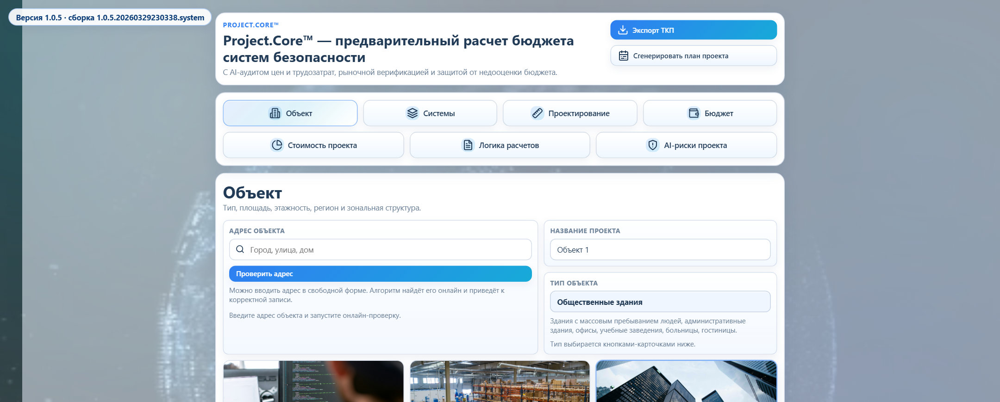 Версия 1.0.5 · сборка 1.0.5.20260329230338.system
PROJECT.CORE™
Project.Core™ — предварительный расчет бюджета
систем безопасности
С AI-аудитом цен и трудозатрат, рыночной верификацией и защитой от недооценки бюджета.
Экспорт ТКП
Сгенерировать план проекта
Объект
Системы
Проектирование
Бюджет
Стоимость проекта
Логика расчетов
AI-риски проекта
Объект
Тип, площадь, этажность, регион и зональная структура.
АДРЕС ОБЪЕКТА
Город, улица, дом
Проверить адрес
Можно вводить адрес в свободной форме. Алгоритм найдёт его онлайн и приведёт к
корректной записи.
Введите адрес объекта и запустите онлайн-проверку.
НАЗВАНИЕ ПРОЕКТА
Объект 1
ТИП ОБЪЕКТА
Общественные здания
Здания с массовым пребыванием людей, административные
здания, офисы, учебные заведения, больницы, гостиницы.
Тип выбирается кнопками-карточками ниже.